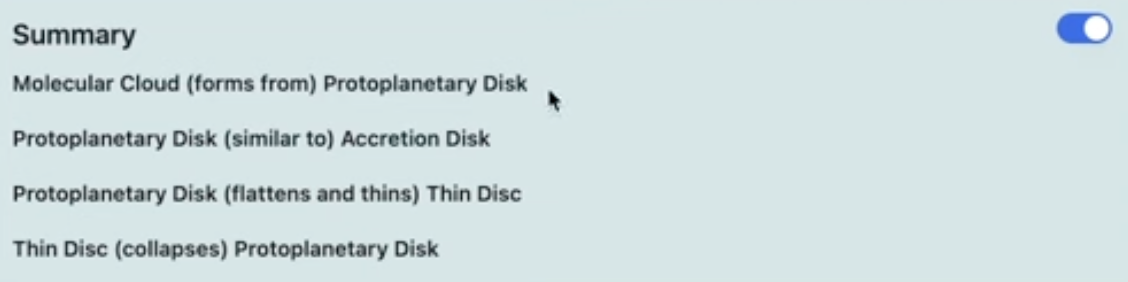 Summary
Molecular Cloud (forms from) Protoplanetary Disk
Protoplanetary Disk (similar to) Accretion Disk
Protoplanetary Disk (flattens and thins) Thin Disc
Thin Disc (collapses) Protoplanetary Disk